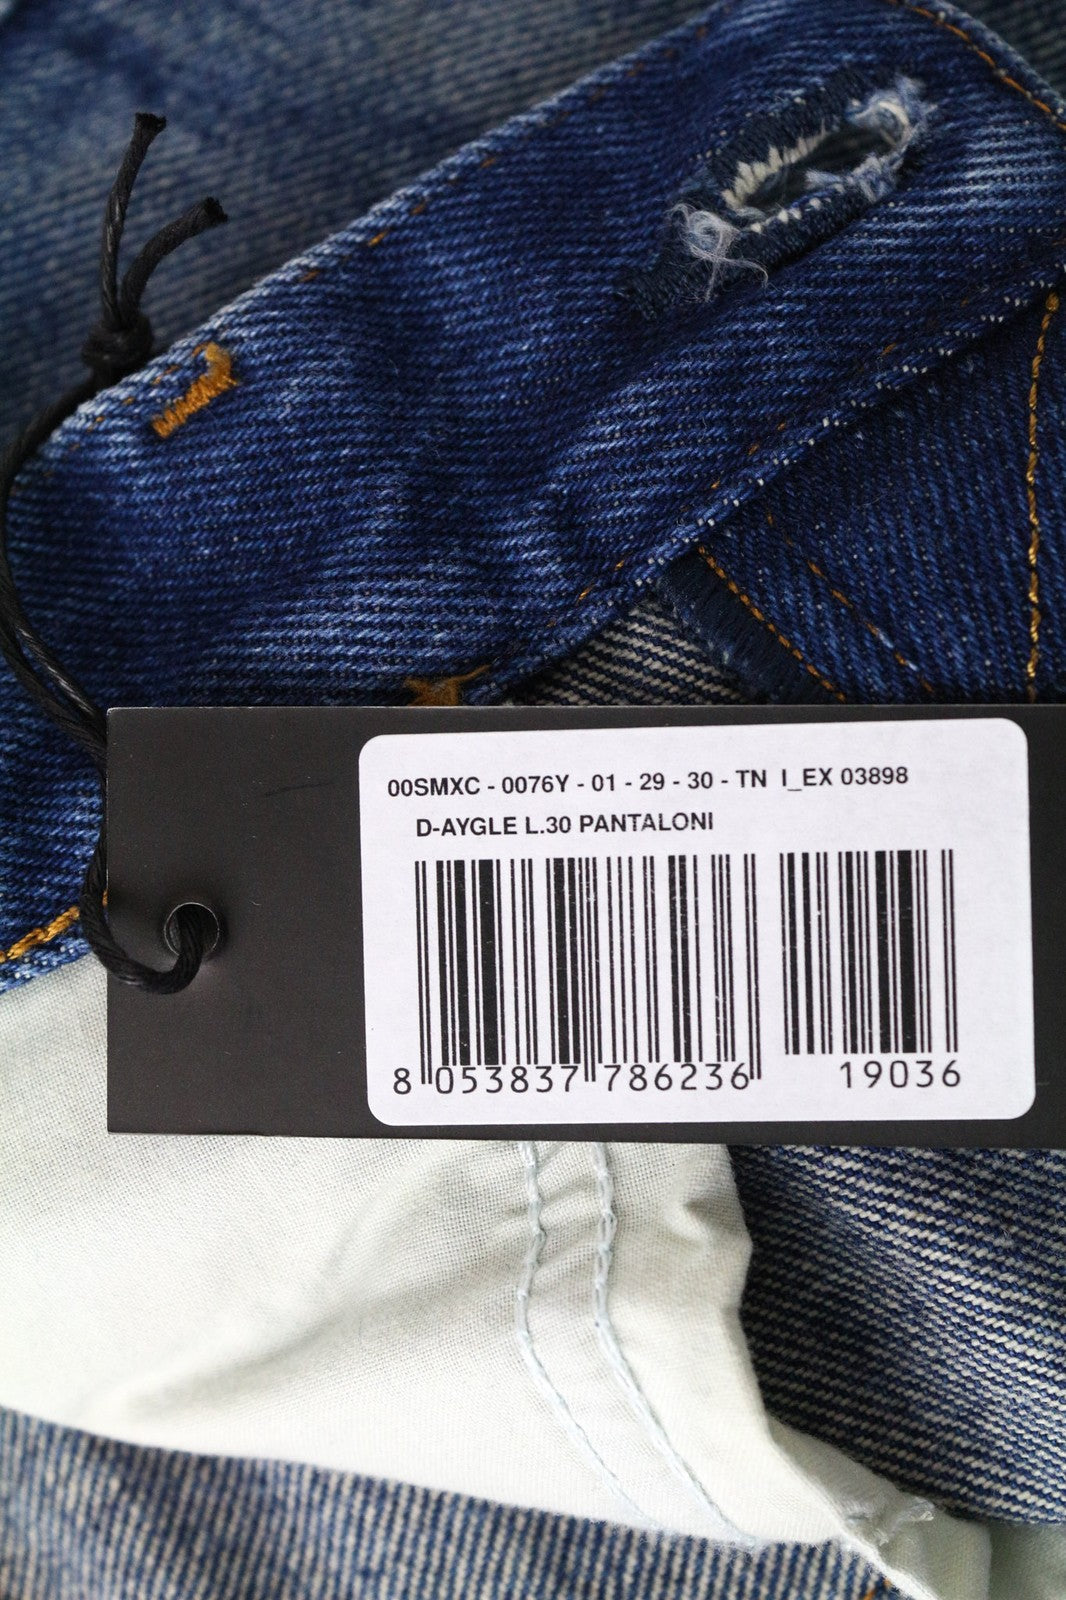 00SMXC - 0076Y - 01 - 29 - 30 - TN I_EX 03898
D-AYGLE L.30 PANTALONI
8 053837 786236 19036